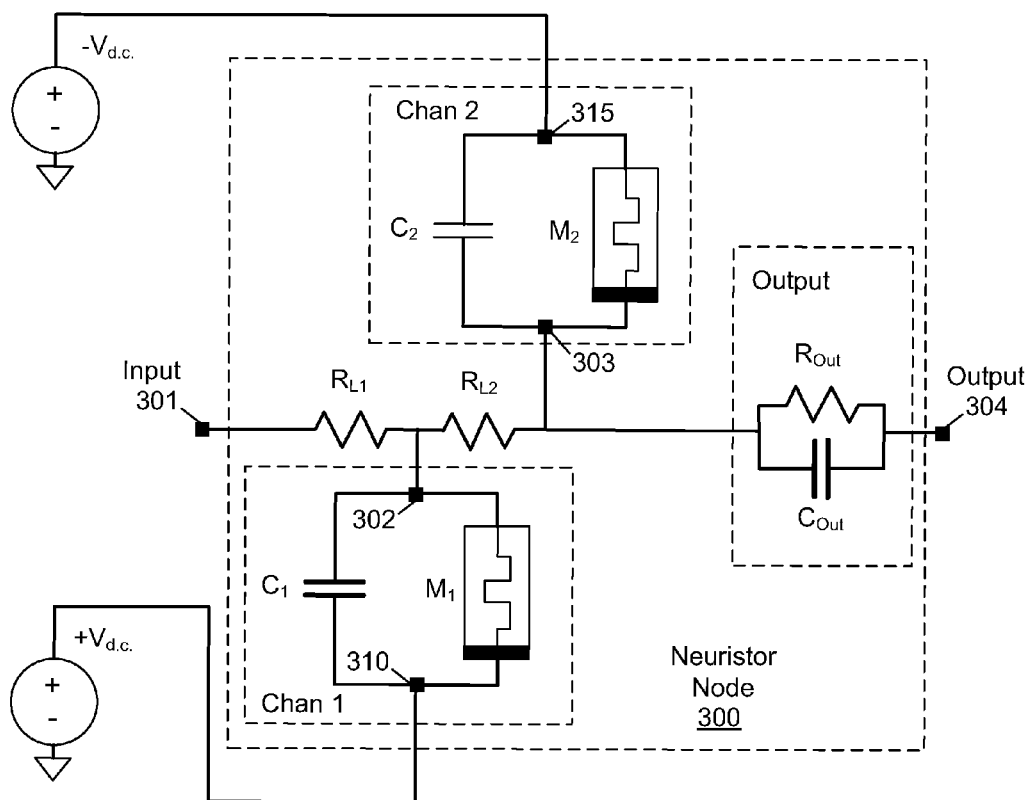 -Vd.c.
+
-
Chan 2
315
C2
M2
303
Output
ROut
COut
Input
301
RL1
RL2
Output
304
302
C1
M1
310
Chan 1
+Vd.c.
+
-
Neuristor
Node
300